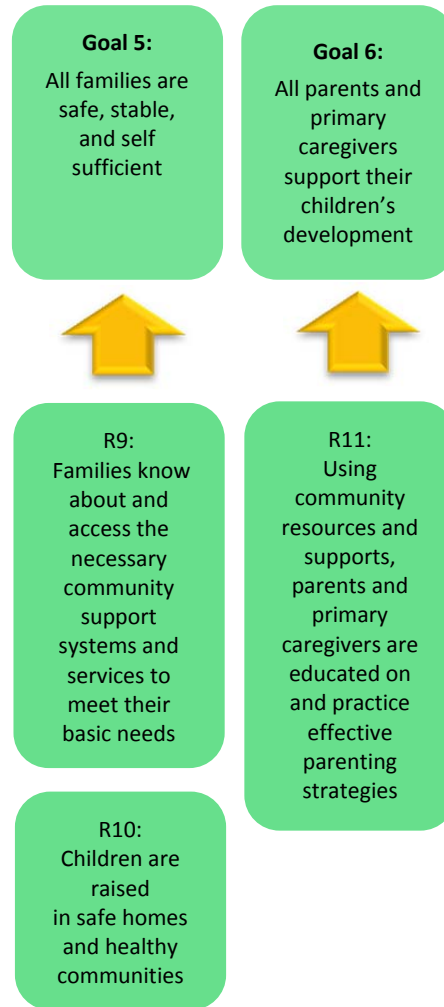 Goal 5:
All families are
safe, stable,
and self
sufficient
Goal 6:
All parents and
primary
caregivers
support their
children’s
development
R9:
Families know
about and
access the
necessary
community
support
systems and
services to
meet their
basic needs
R11:
Using
community
resources and
supports,
parents and
primary
caregivers are
educated on
and practice
effective
parenting
strategies
R10:
Children are
raised
in safe homes
and healthy
communities